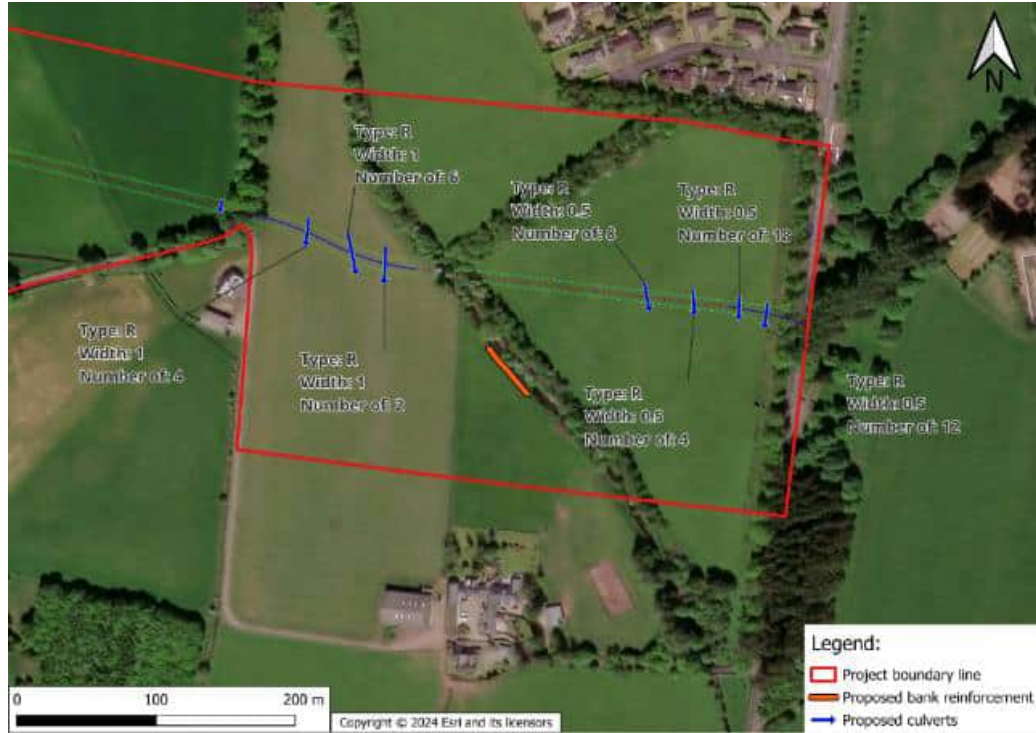 N
Type: R
Width: 1
Number of: 6
Type: R
Width: 0.5
Number of: 8
Type: R
Width: 0.5
Number of: 18
Type: R
Width: 1
Number of: 4
Type: R
Width: 1
Number of: 2
Type: R
Width: 0.5
Number of: 4
Type: R
Width: 0.5
Number of: 12
Legend:
Project boundary line
Proposed bank reinforcement
Proposed culverts
0 100 200 m
Copyright © 2024 Esri and its licensors